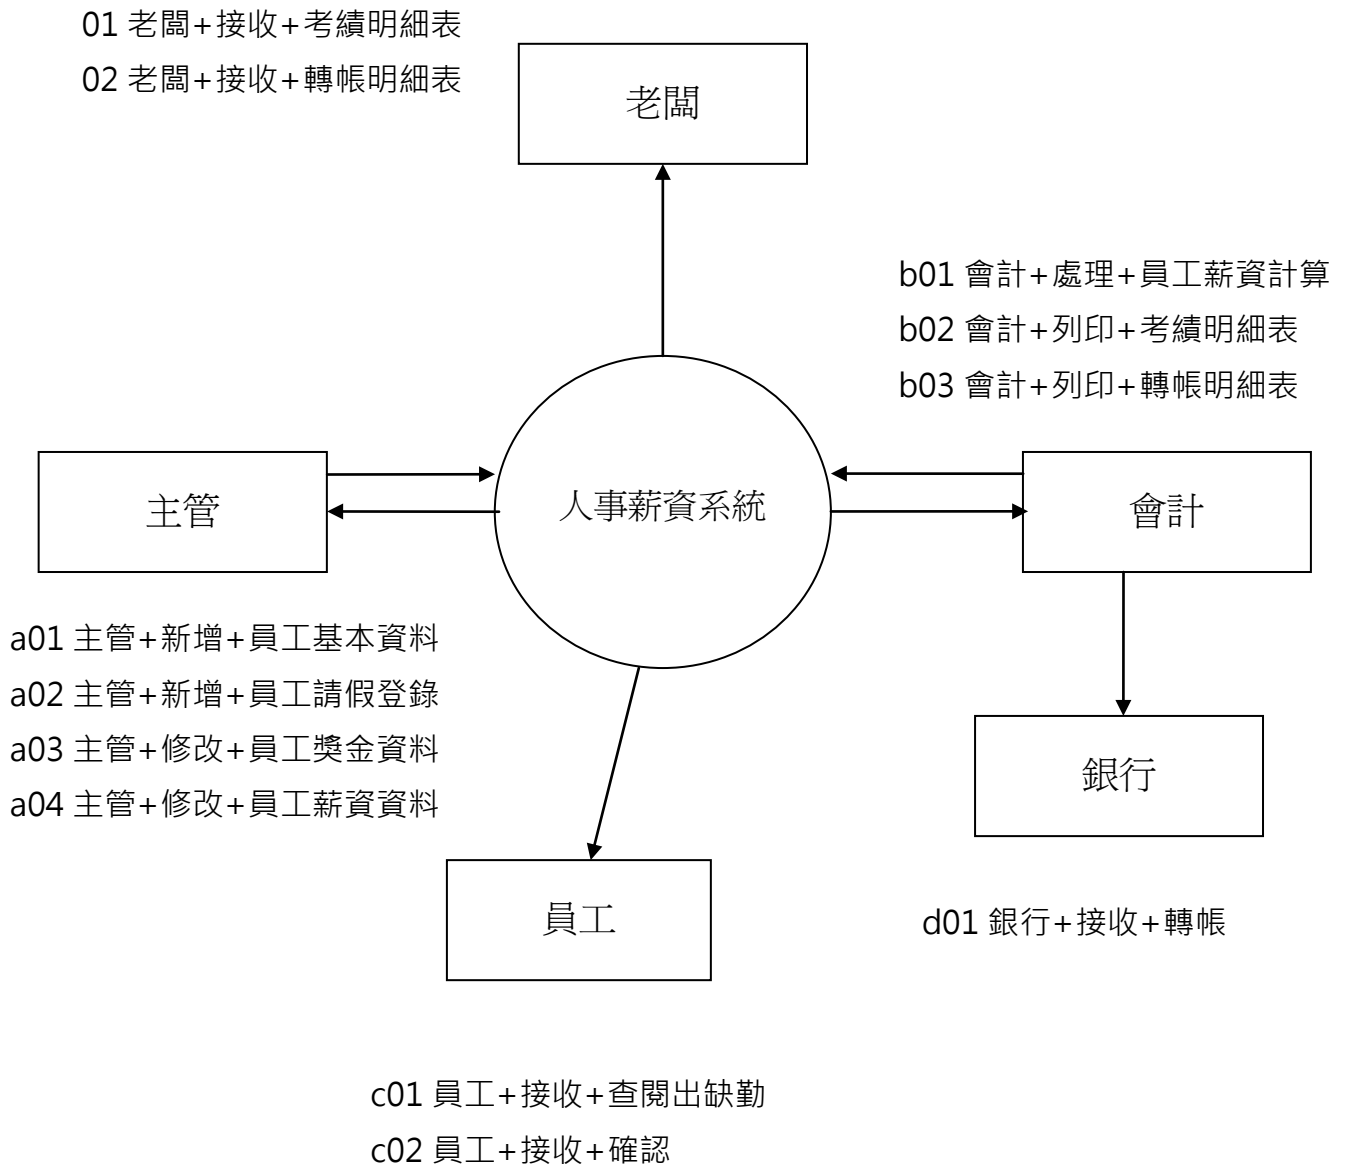 01 老闆+接收+考績明細表
02 老闆+接收+轉帳明細表
老闆
b01 會計+處理+員工薪資計算
b02 會計+列印+考績明細表
b03 會計+列印+轉帳明細表
主管
人事薪資系統
會計
a01 主管+新增+員工基本資料
a02 主管+新增+員工請假登錄
a03 主管+修改+員工獎金資料
a04 主管+修改+員工薪資資料
銀行
員工
d01 銀行+接收+轉帳
c01 員工+接收+查閱出缺勤
c02 員工+接收+確認